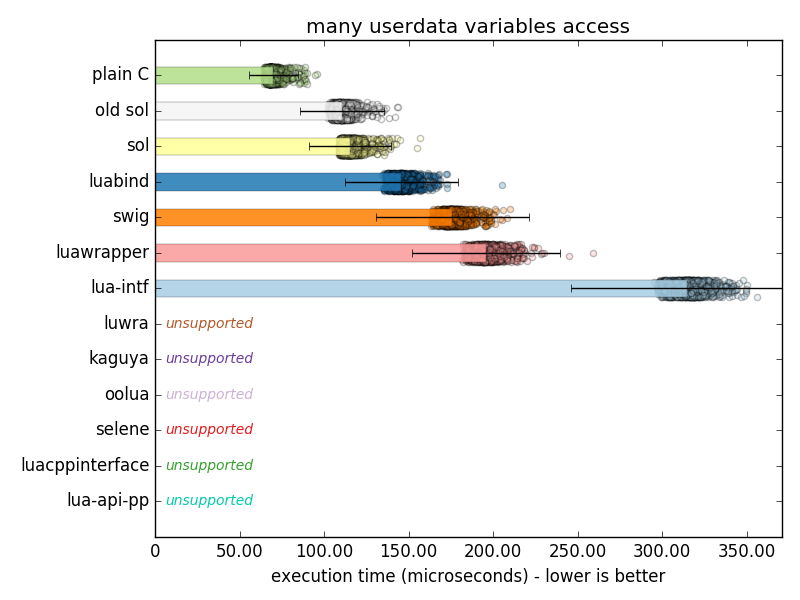 many userdata variables access
plain C
old sol
sol
luabind
swig
luawrapper
lua-intf
luwra unsupported
kaguya unsupported
oolua unsupported
selene unsupported
luacppinterface unsupported
lua-api-pp unsupported
0 50.00 100.00 150.00 200.00 250.00 300.00 350.00
execution time (microseconds) - lower is better